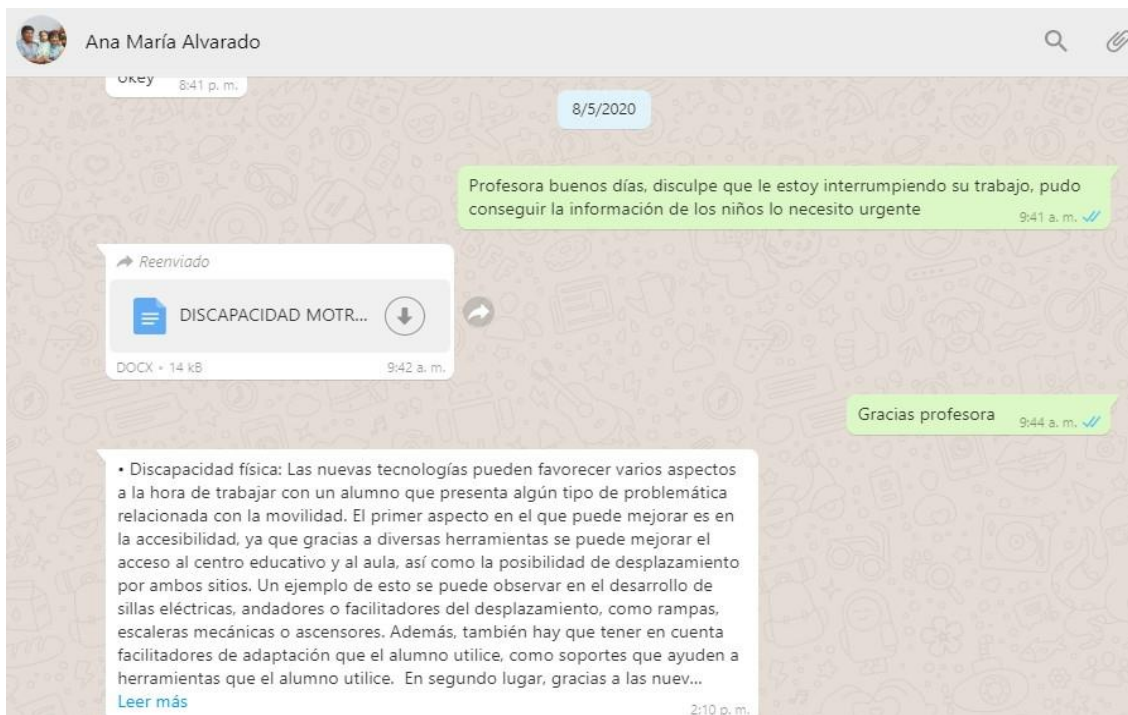 Ana María Alvarado
okey
8:41 p. m.
8/5/2020
Profesora buenos días, disculpe que le estoy interrumpiendo su trabajo, pudo
conseguir la información de los niños lo necesito urgente
9:41 a. m.
Reenviado
DISCAPACIDAD MOTR...
DOCX • 14 kB
9:42 a. m.
Gracias profesora
9:44 a. m.
• Discapacidad física: Las nuevas tecnologías pueden favorecer varios aspectos
a la hora de trabajar con un alumno que presenta algún tipo de problemática
relacionada con la movilidad. El primer aspecto en el que puede mejorar es en
la accesibilidad, ya que gracias a diversas herramientas se puede mejorar el
acceso al centro educativo y al aula, así como la posibilidad de desplazamiento
por ambos sitios. Un ejemplo de esto se puede observar en el desarrollo de
sillas eléctricas, andadores o facilitadores del desplazamiento, como rampas,
escaleras mecánicas o ascensores. Además, también hay que tener en cuenta
facilitadores de adaptación que el alumno utilice, como soportes que ayuden a
herramientas que el alumno utilice. En segundo lugar, gracias a las nuev...
Leer más
2:10 p. m.